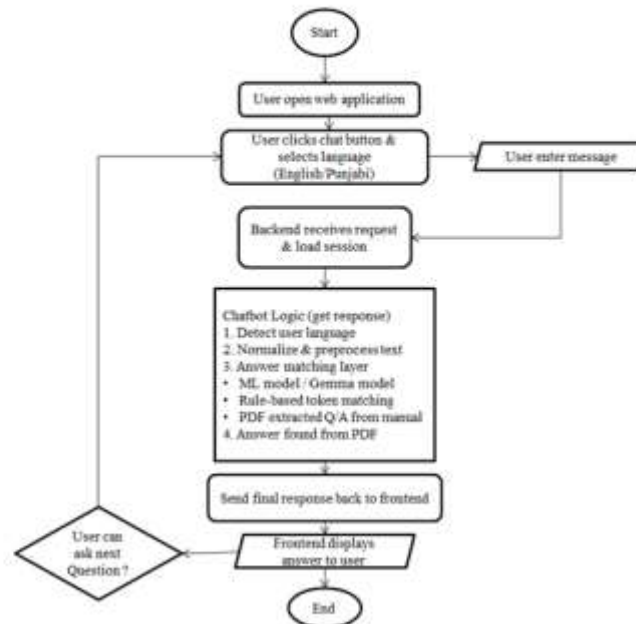 Start
User open web application
User clicks chat button &
selects language
(English/Punjabi)
User enter message
Backend receives request
& load session
Chatbot Logic (get response)
1. Detect user language
2. Normalize & preprocess text
3. Answer matching layer
• ML model / Gemma model
• Rule-based token matching
• PDF extracted Q/A from manual
4. Answer found from PDF
Send final response back to frontend
User can
ask next
Question ?
Frontend displays
answer to user
End